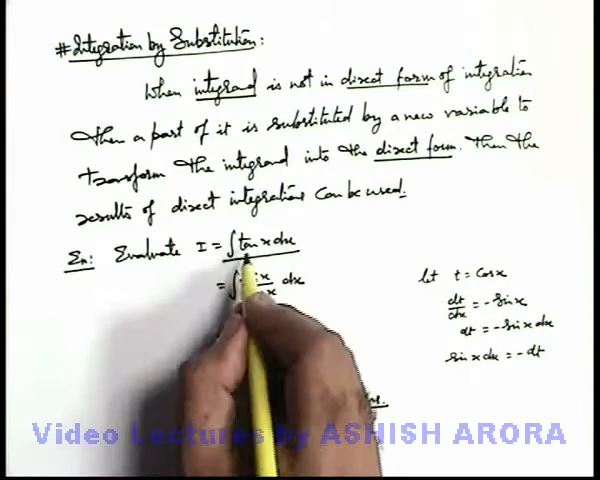 # Integration by Substitution:
When integrand is not in direct form of integration
then a part of it is substituted by a new variable to
transform the integrand into the direct form. Then the
results of direct integrations can be used.
Ex: Evaluate I = ∫ tan x dx
= ∫ dx
let t = cos x
dt/dx = -sin x
dt = -sin x dx
sin x dx = -dt
Video Lectures by ASHISH ARORA